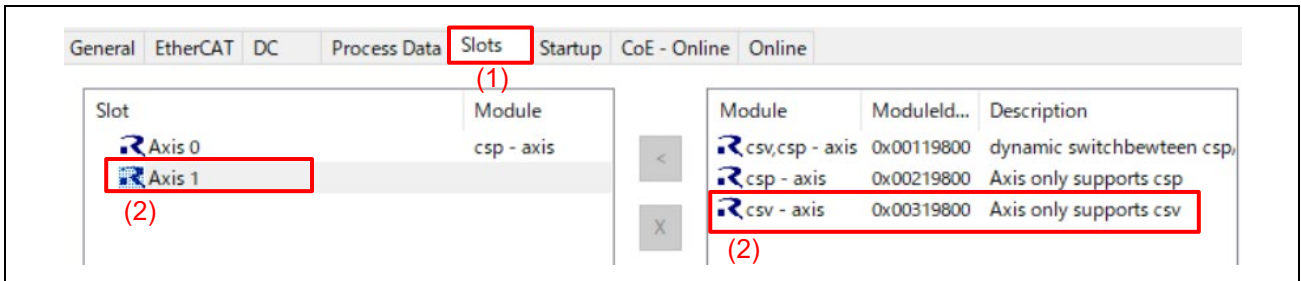 General EtherCAT DC Process Data Slots Startup CoE - Online Online
(1)
Slot Module
Axis 0 csp - axis
Axis 1
(2)
<
X
Module ModuleId... Description
csv,csp - axis 0x00119800 dynamic switchbewteen csp,
csp - axis 0x00219800 Axis only supports csp
csv - axis 0x00319800 Axis only supports csv
(2)